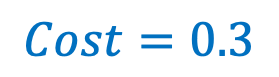 Cost = 0.3